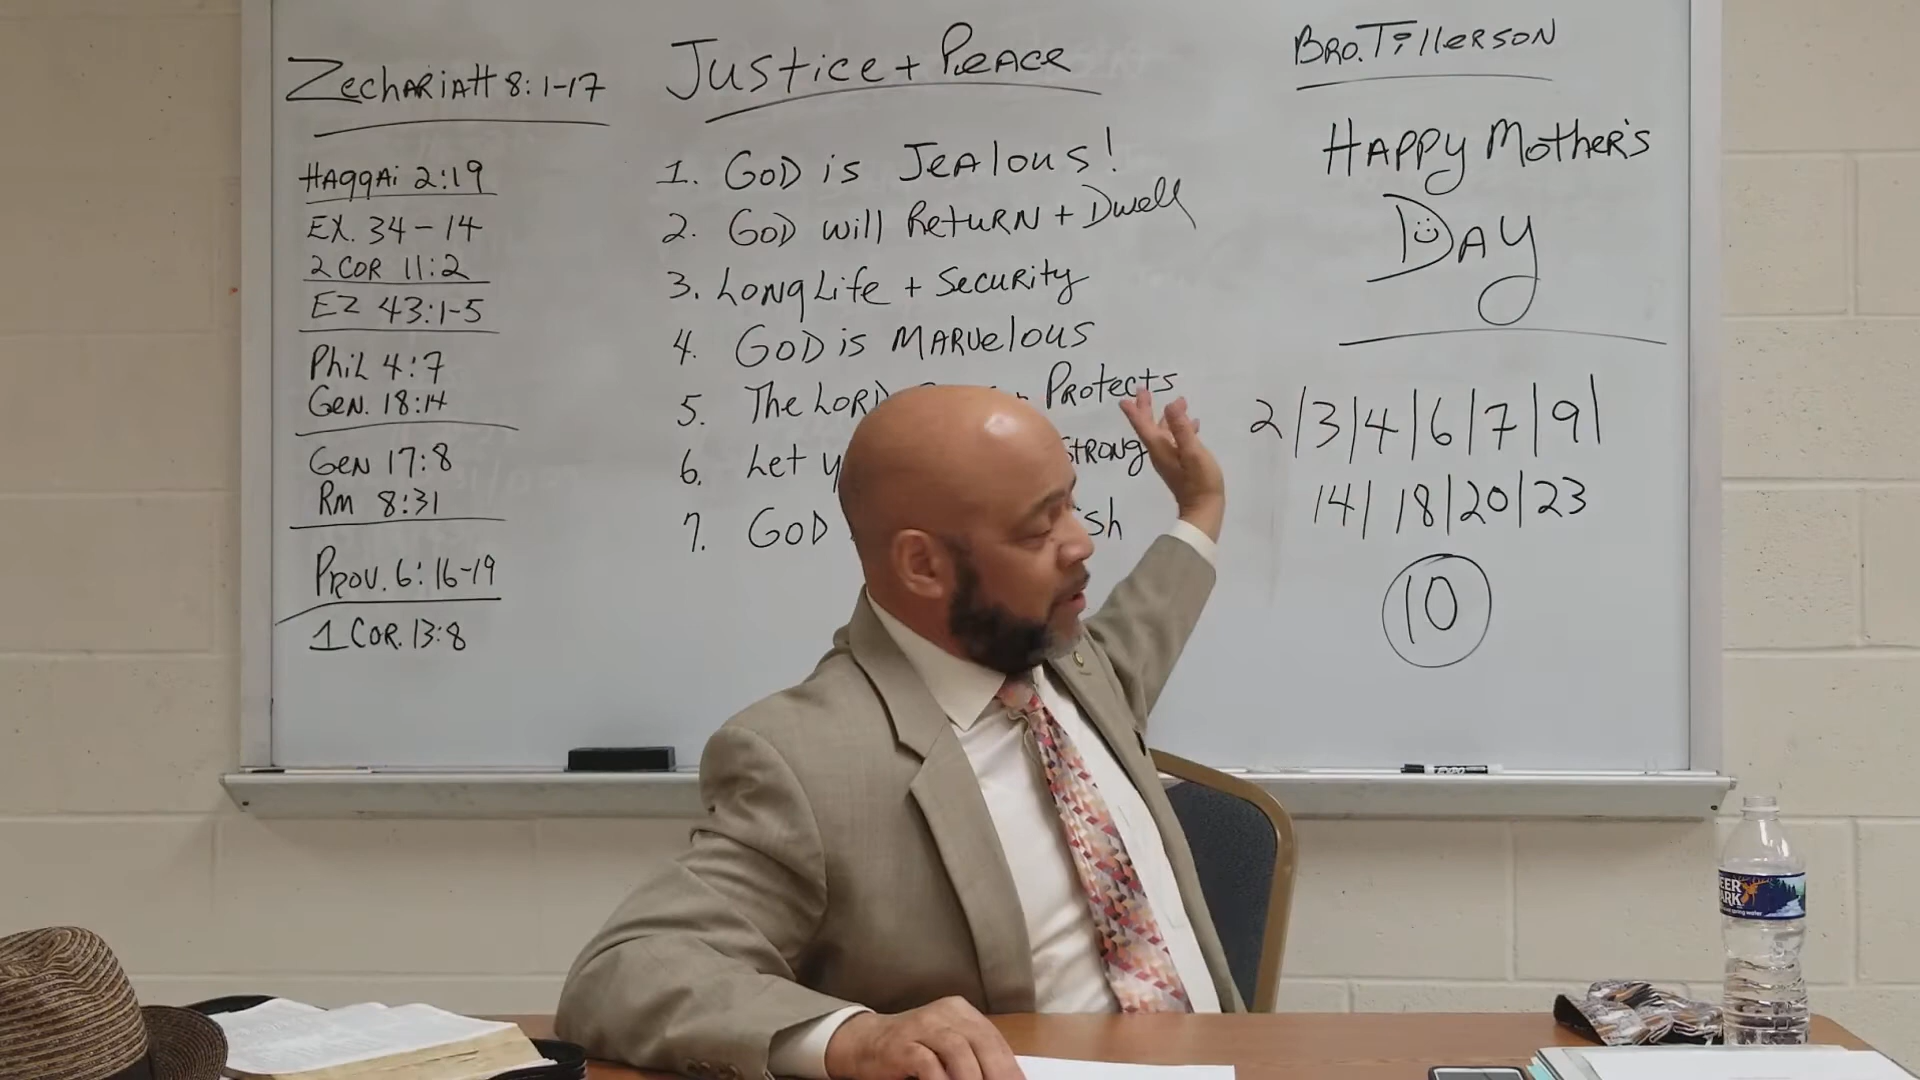 Zechariah 8:1-17
Haggai 2:19
Ex. 34-14
2 Cor 11:2
Ez 43:1-5
Phil 4:7
Gen. 18:14
Gen 17:8
Rm 8:31
Prov. 6:16-19
1 Cor. 13:8
Justice + Peace
1. God is Jealous!
2. God will Return + Dwell
3. Long Life + Security
4. God is Marvelous
5. The Lord Protects
6. Let Strong
7. God
Bro. Tillerson
Happy Mother's
Day
2|3|4|6|7|9|
14| 18|20|23
10
EXPO